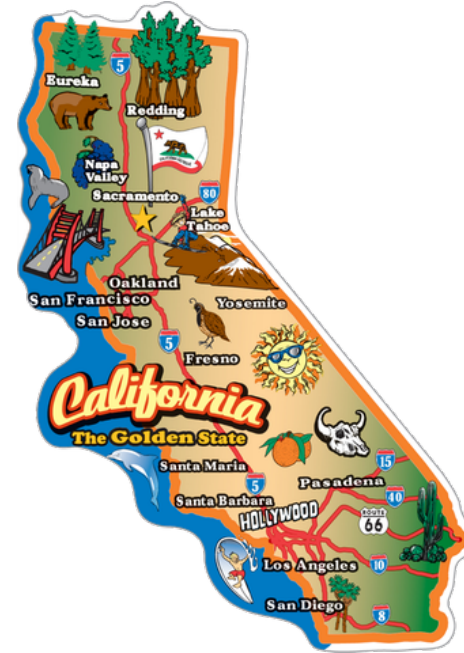 5
Eureka
Redding
CALIFORNIA REPUBLIC
Napa
Valley
Sacramento
80
Lake
Tahoe
Oakland
San Francisco
Yosemite
San Jose
5
Fresno
California
The Golden State
Santa Maria
15
5
Pasadena
Santa Barbara
40
HOLLYWOOD
ROUTE
66
Los Angeles
10
San Diego
8